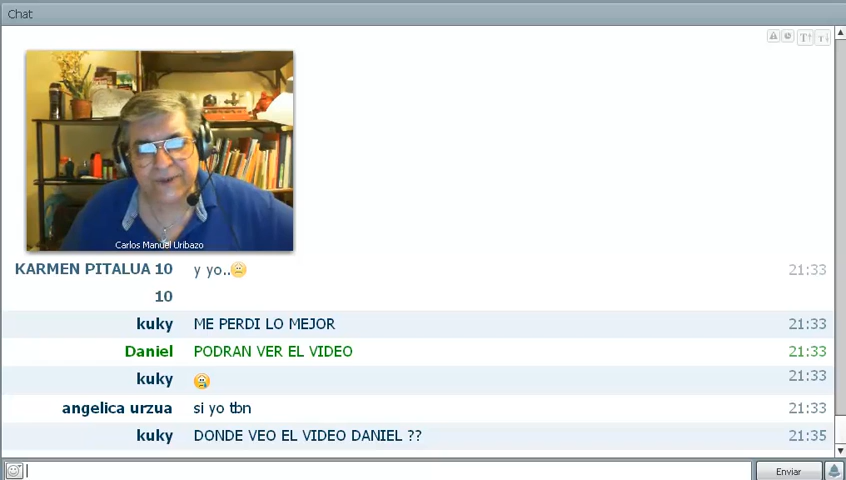 Chat
Carlos Manuel Uribazo
KARMEN PITALUA 10 y yo.. 21:33
10
kuky ME PERDI LO MEJOR 21:33
Daniel PODRAN VER EL VIDEO 21:33
kuky 21:33
angelica urzua si yo tbn 21:33
kuky DONDE VEO EL VIDEO DANIEL ?? 21:35
Enviar